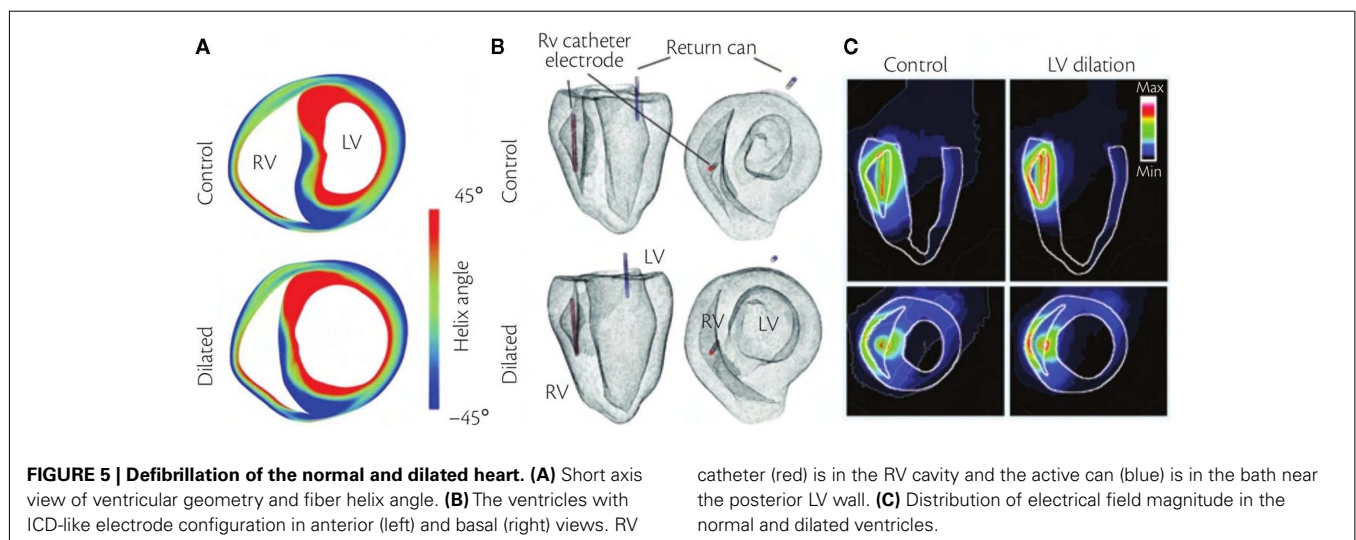 A
Control
RV
LV
Dilated
45°
Helix angle
–45°
B
Rv catheter
electrode
Return can
Control
Dilated
LV
RV
LV
RV
C
Control
LV dilation
Max
Min
FIGURE 5 | Defibrillation of the normal and dilated heart. (A) Short axis
view of ventricular geometry and fiber helix angle. (B) The ventricles with
ICD-like electrode configuration in anterior (left) and basal (right) views. RV
catheter (red) is in the RV cavity and the active can (blue) is in the bath near
the posterior LV wall. (C) Distribution of electrical field magnitude in the
normal and dilated ventricles.